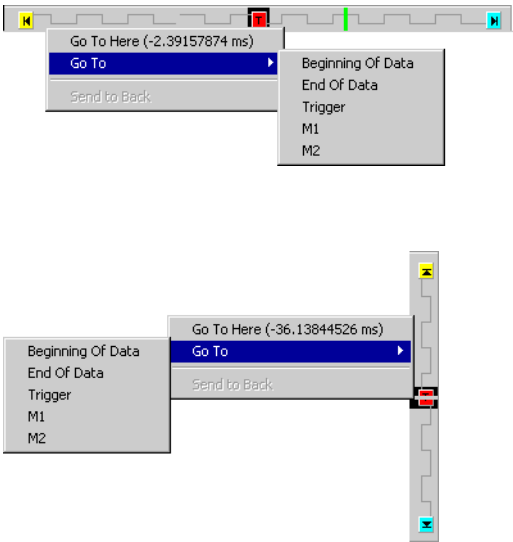 T
Go To Here (-2.39157874 ms)
Go To
Send to Back
Beginning Of Data
End Of Data
Trigger
M1
M2
Go To Here (-36.13844526 ms)
Go To
Send to Back
Beginning Of Data
End Of Data
Trigger
M1
M2